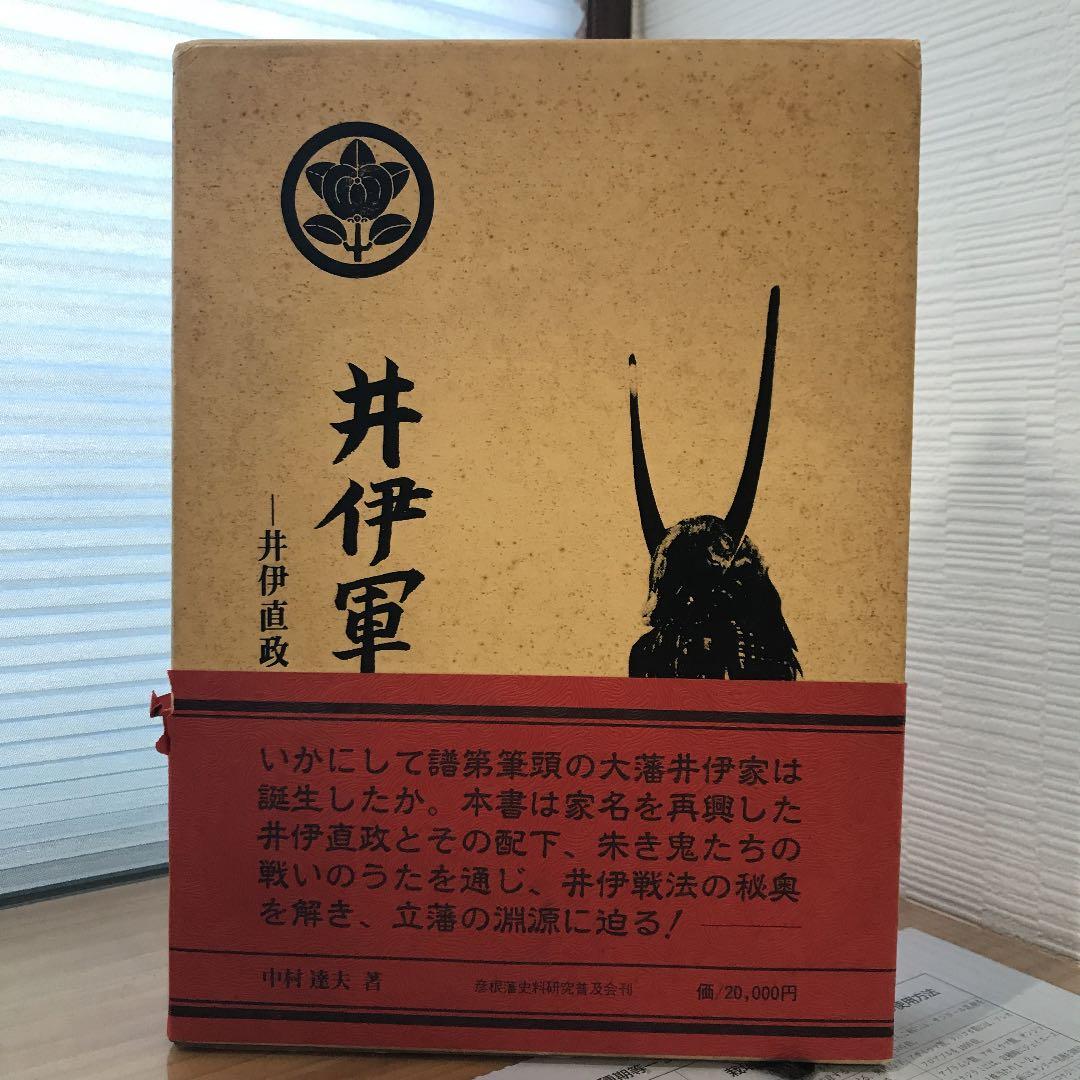 井伊軍
―井伊直政
いかにして譜第筆頭の大藩井伊家は
誕生したか。本書は家名を再興した
井伊直政とその配下、朱き鬼たちの
戦いのうたを通じ、井伊戦法の秘奥
を解き、立藩の淵源に迫る!
中村達夫 著
彦根藩史料研究普及会刊
価/20,000円
使用方法